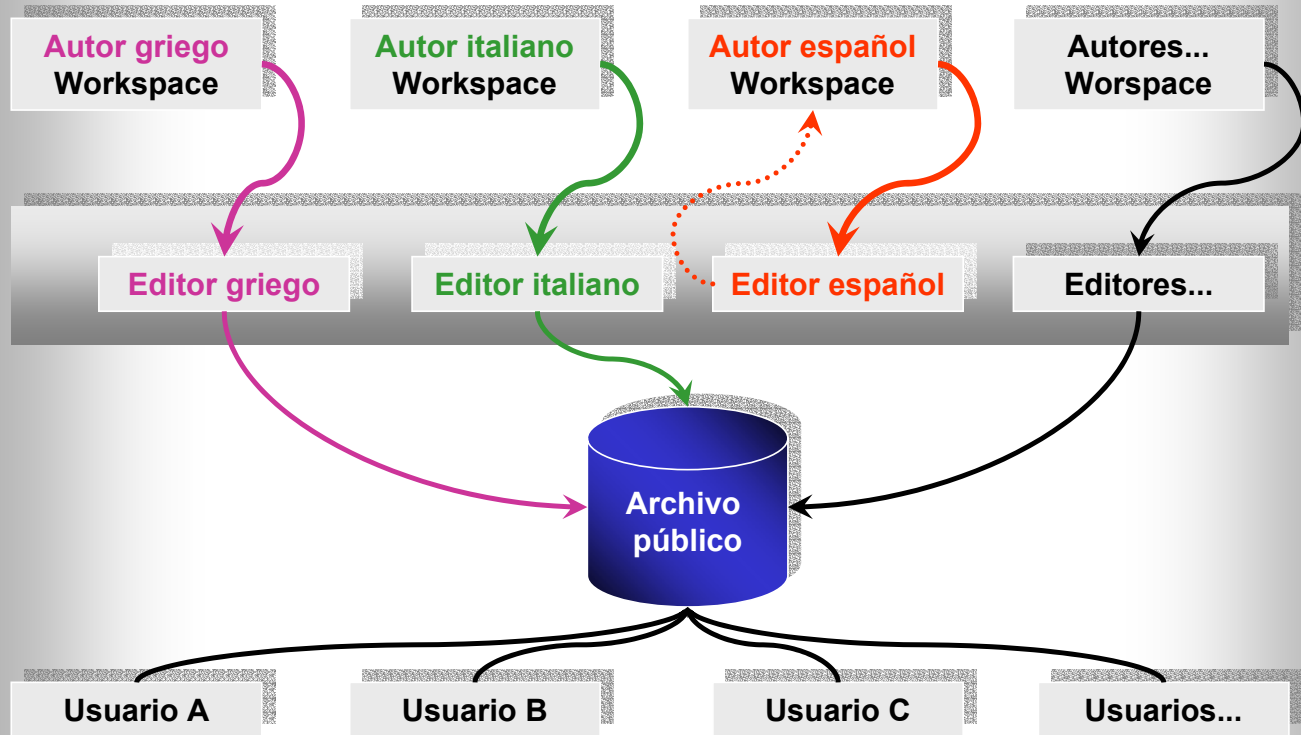 Autor griego
Workspace
Autor italiano
Workspace
Autor español
Workspace
Autores...
Worspace
Editor griego
Editor italiano
Editor español
Editores...
Archivo
público
Usuario A
Usuario B
Usuario C
Usuarios...